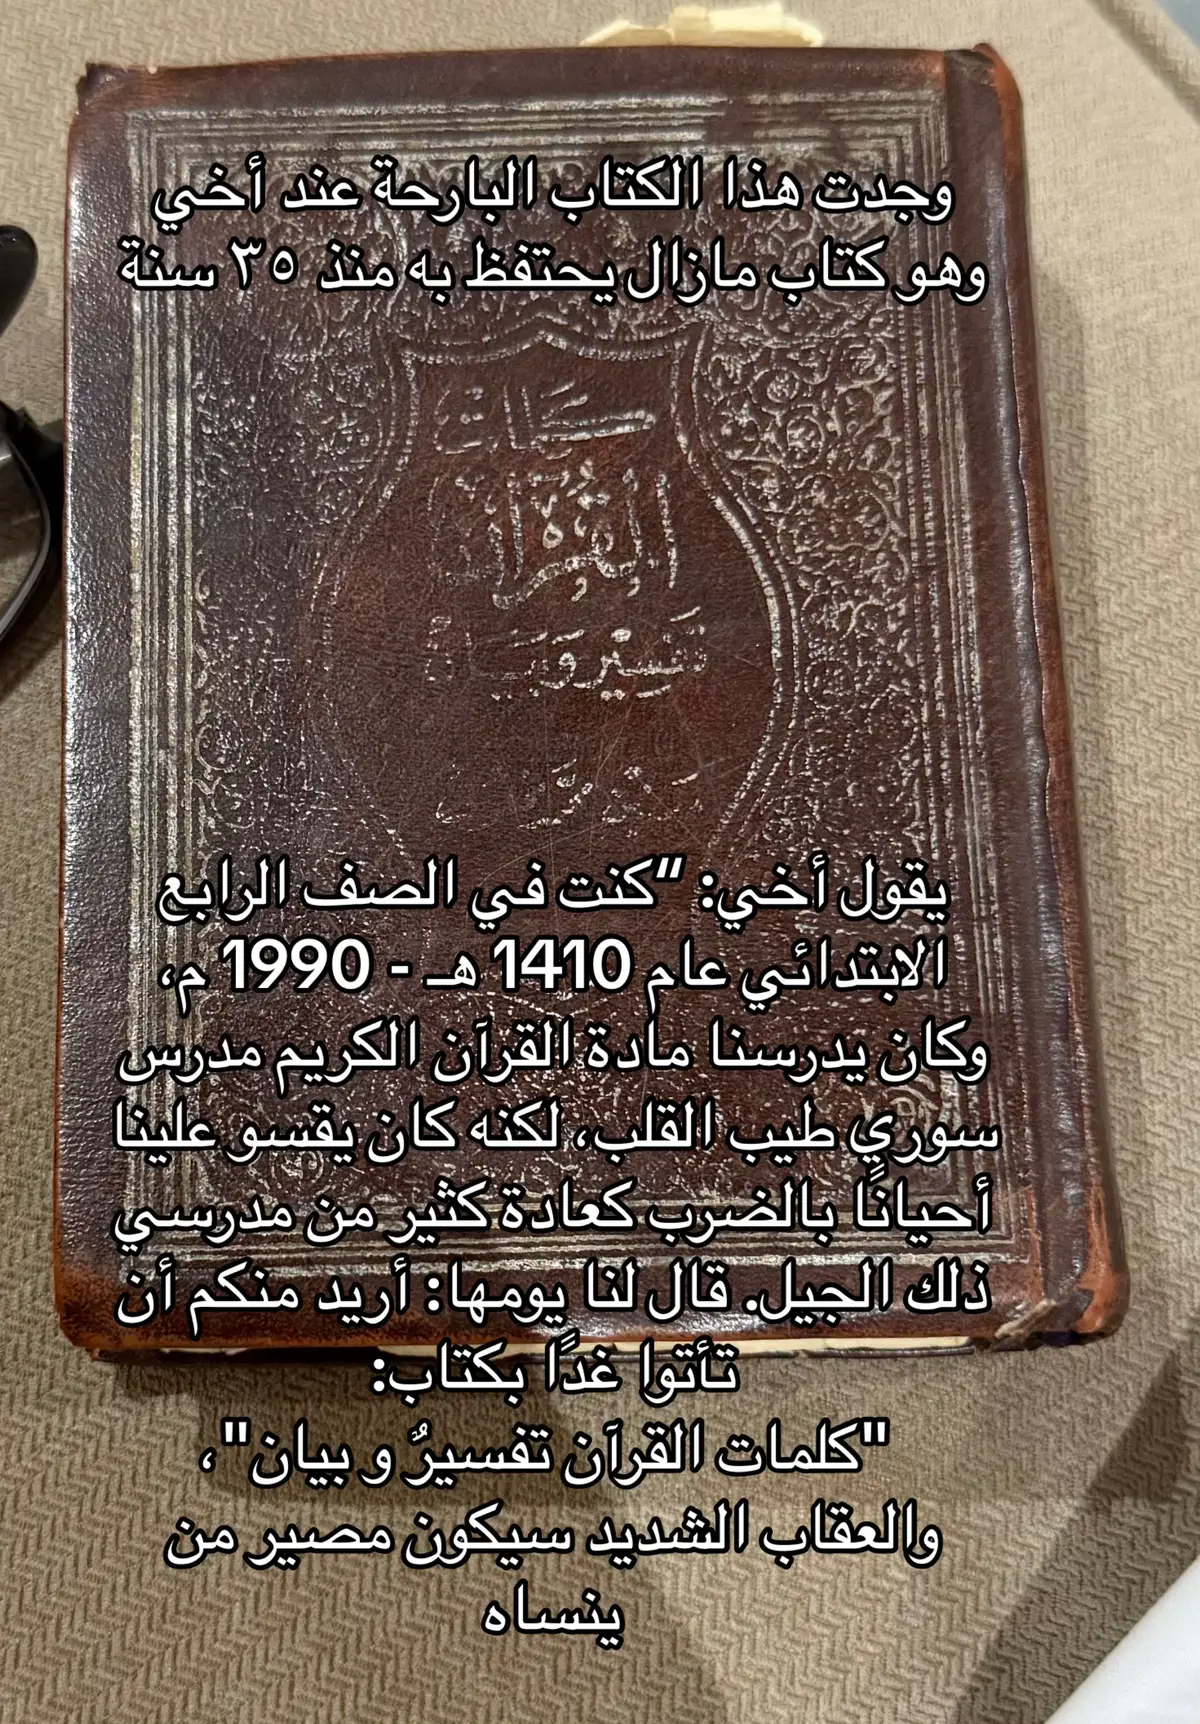 وجدت هذا الكتاب البارحة عند أخي
وهو كتاب مازال يحتفظ به منذ ٣٥ سنة
كلمات
القرآن
تفسير وبيان
يقول أخي: “كنت في الصف الرابع
الابتدائي عام 1410 هـ - 1990 م،
وكان يدرسنا مادة القرآن الكريم مدرس
سوري طيب القلب، لكنه كان يقسو علينا
أحيانًا بالضرب كعادة كثير من مدرسي
ذلك الجيل. قال لنا يومها: أريد منكم أن
تأتوا غدًا بكتاب:
"كلمات القرآن تفسيرٌ و بيان"،
والعقاب الشديد سيكون مصير من
ينساه